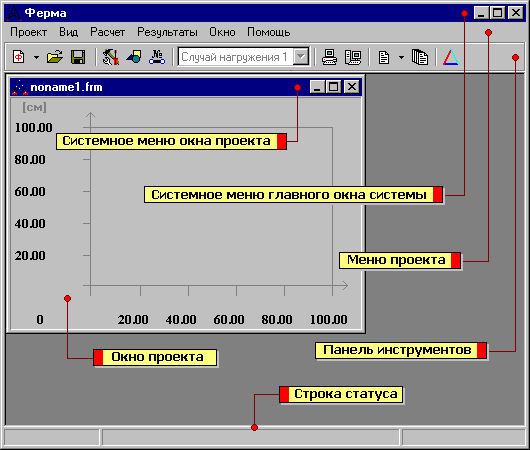 Ферма
Проект Вид Расчет Результаты Окно Помощь
Случай нагружения 1
noname1.frm
[см]
100.00
Системное меню окна проекта
80.00
60.00
Системное меню главного окна системы
40.00
20.00
Меню проекта
0 20.00 40.00 60.00 80.00 100.00
Панель инструментов
Окно проекта
Строка статуса